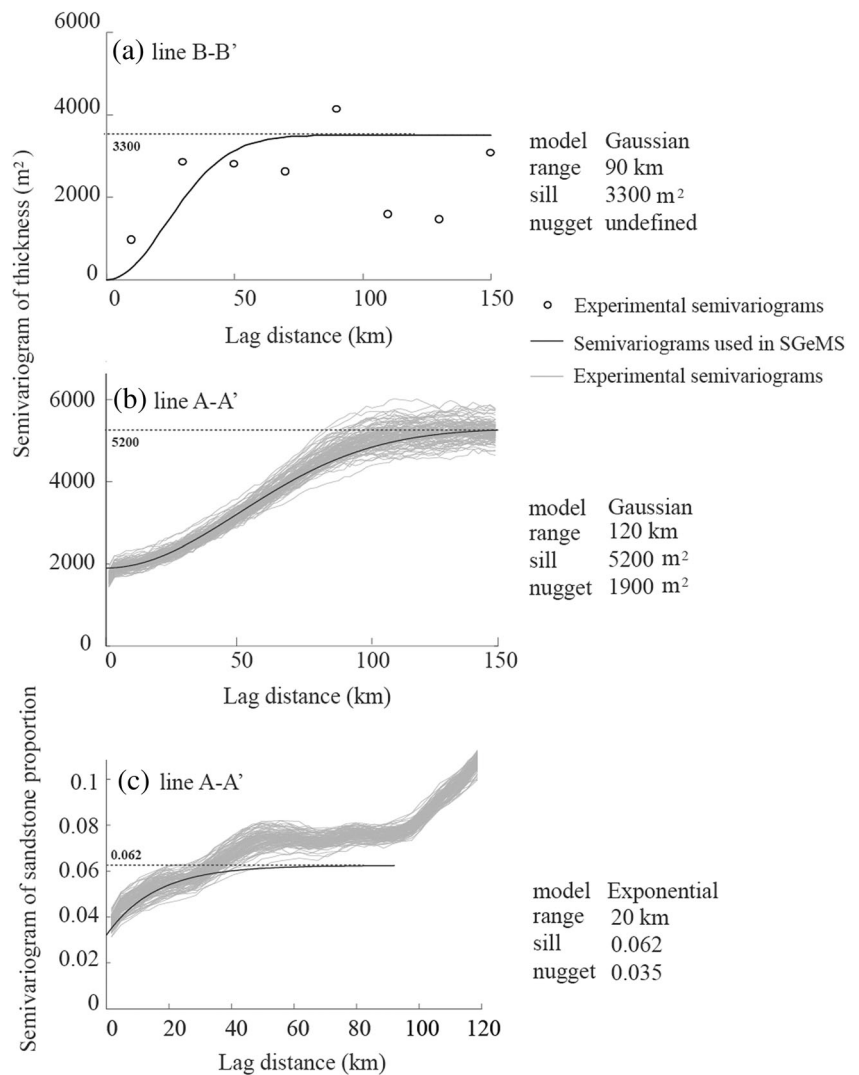 Semivariogram of thickness (m²)
6000
4000
2000
0
(a) line B-B’
3300
0
50
100
150
Lag distance (km)
model Gaussian
range 90 km
sill 3300 m²
nugget undefined
Experimental semivariograms
Semivariograms used in SGeMS
Experimental semivariograms
6000
4000
2000
0
(b) line A-A’
5200
0
50
100
150
Lag distance (km)
model Gaussian
range 120 km
sill 5200 m²
nugget 1900 m²
Semivariogram of sandstone proportion
0.1
0.08
0.06
0.04
0.02
0
(c) line A-A’
0.062
0
20
40
60
80
100
120
Lag distance (km)
model Exponential
range 20 km
sill 0.062
nugget 0.035